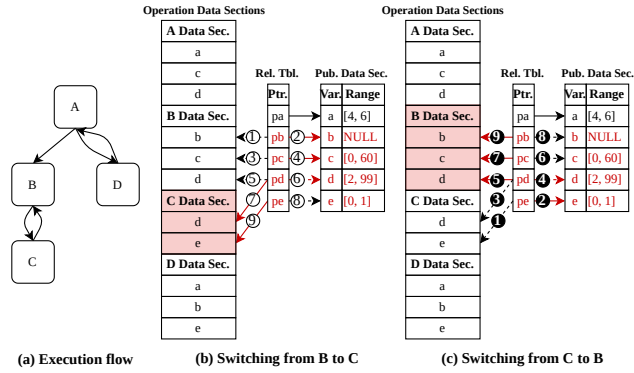 Operation Data Sections
Operation Data Sections
A Data Sec.
a
c
d
B Data Sec.
b
c
d
C Data Sec.
d
e
D Data Sec.
a
b
e
Rel. Tbl.
Pub. Data Sec.
Ptr.
Var. Range
pa a [4, 6]
1 pb 2 b NULL
3 pc 4 c [0, 60]
5 pd 6 d [2, 99]
7 pe 8 e [0, 1]
9
A Data Sec.
a
c
d
B Data Sec.
b
c
d
C Data Sec.
d
e
D Data Sec.
a
b
e
Rel. Tbl.
Pub. Data Sec.
Ptr.
Var. Range
pa a [4, 6]
9 pb 8 b NULL
7 pc 6 c [0, 60]
5 pd 4 d [2, 99]
3 pe 2 e [0, 1]
1
A
B
D
C
(a) Execution flow
(b) Switching from B to C
(c) Switching from C to B